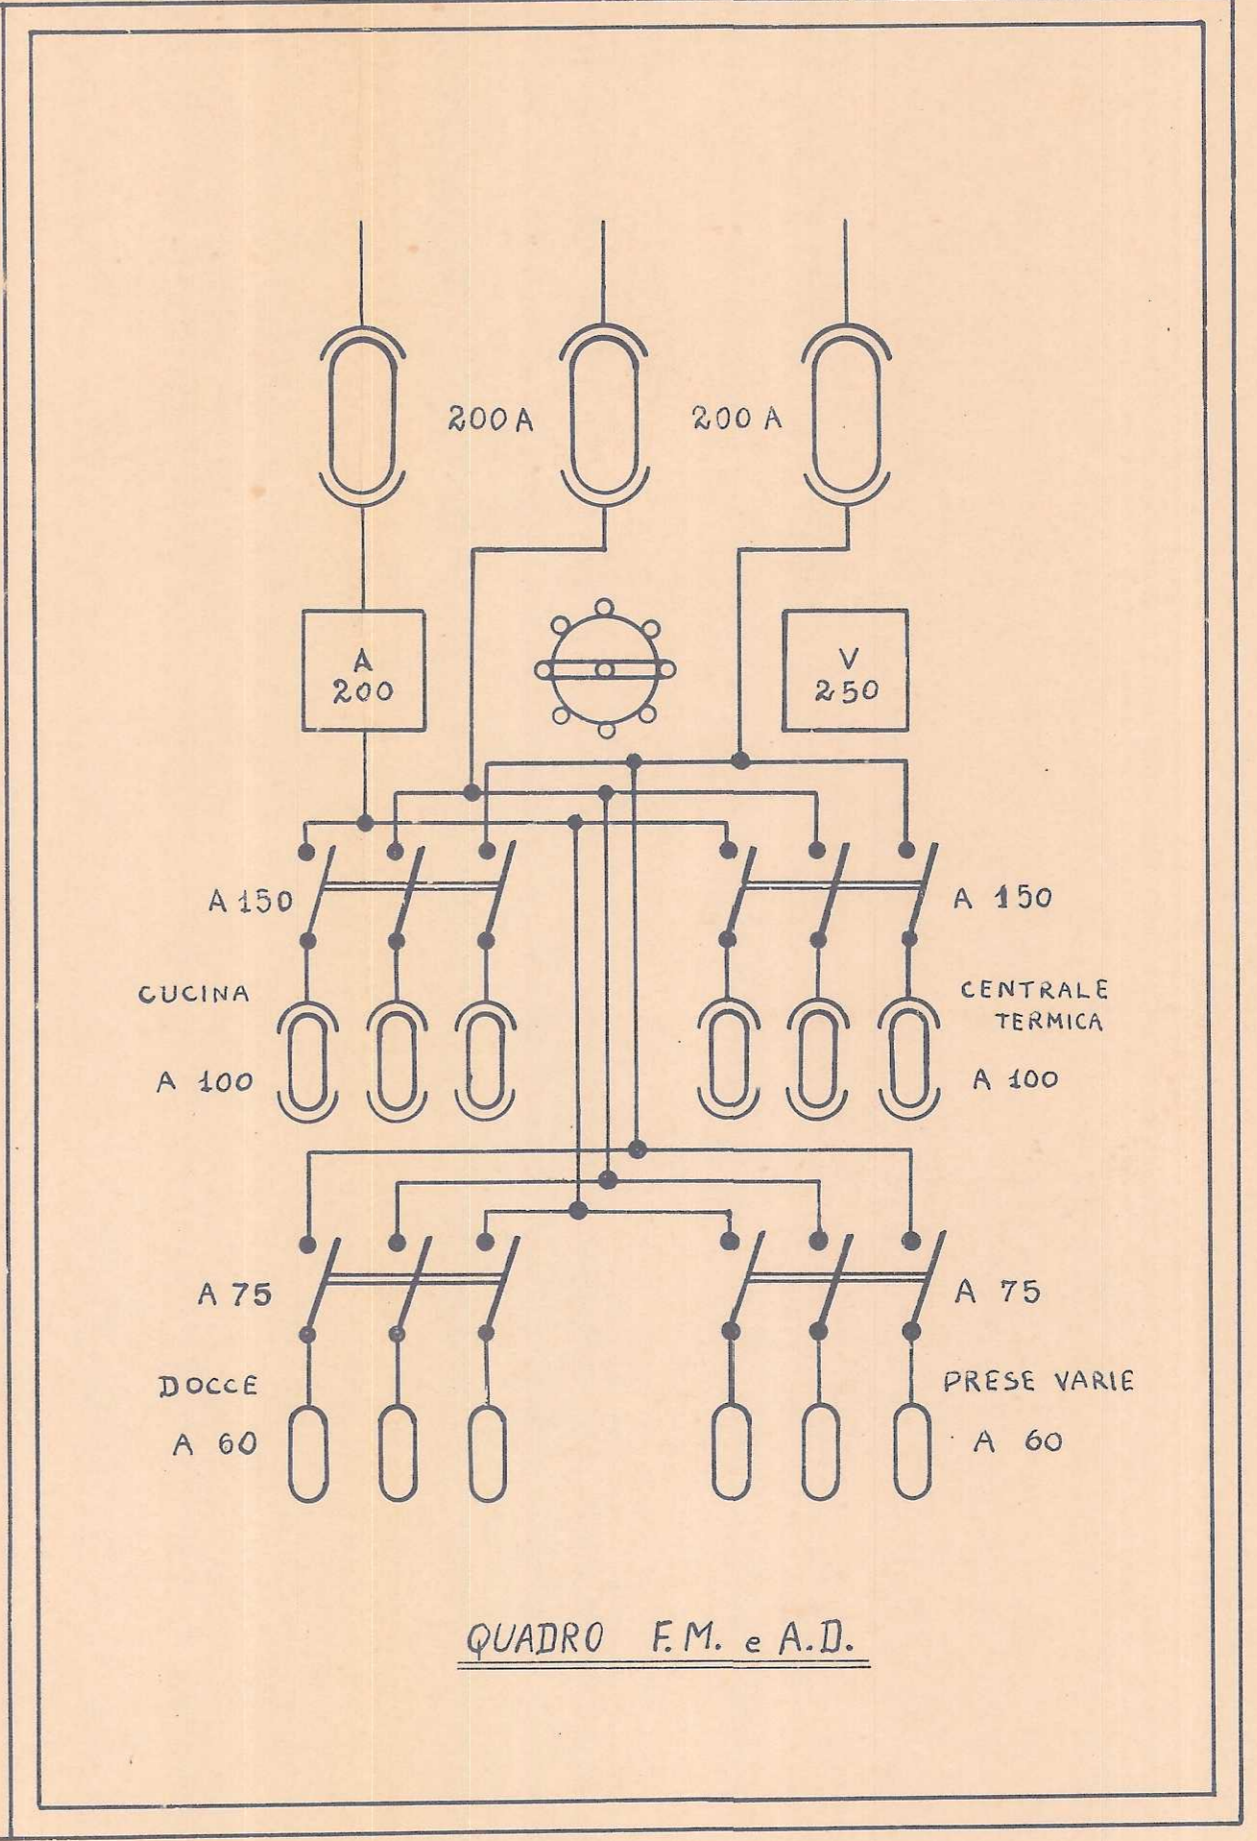 200 A
200 A
A
200
V
250
A 150
A 150
CUCINA
CENTRALE
TERMICA
A 100
A 100
A 75
A 75
DOCCE
PRESE VARIE
A 60
A 60
QUADRO F.M. e A.D.